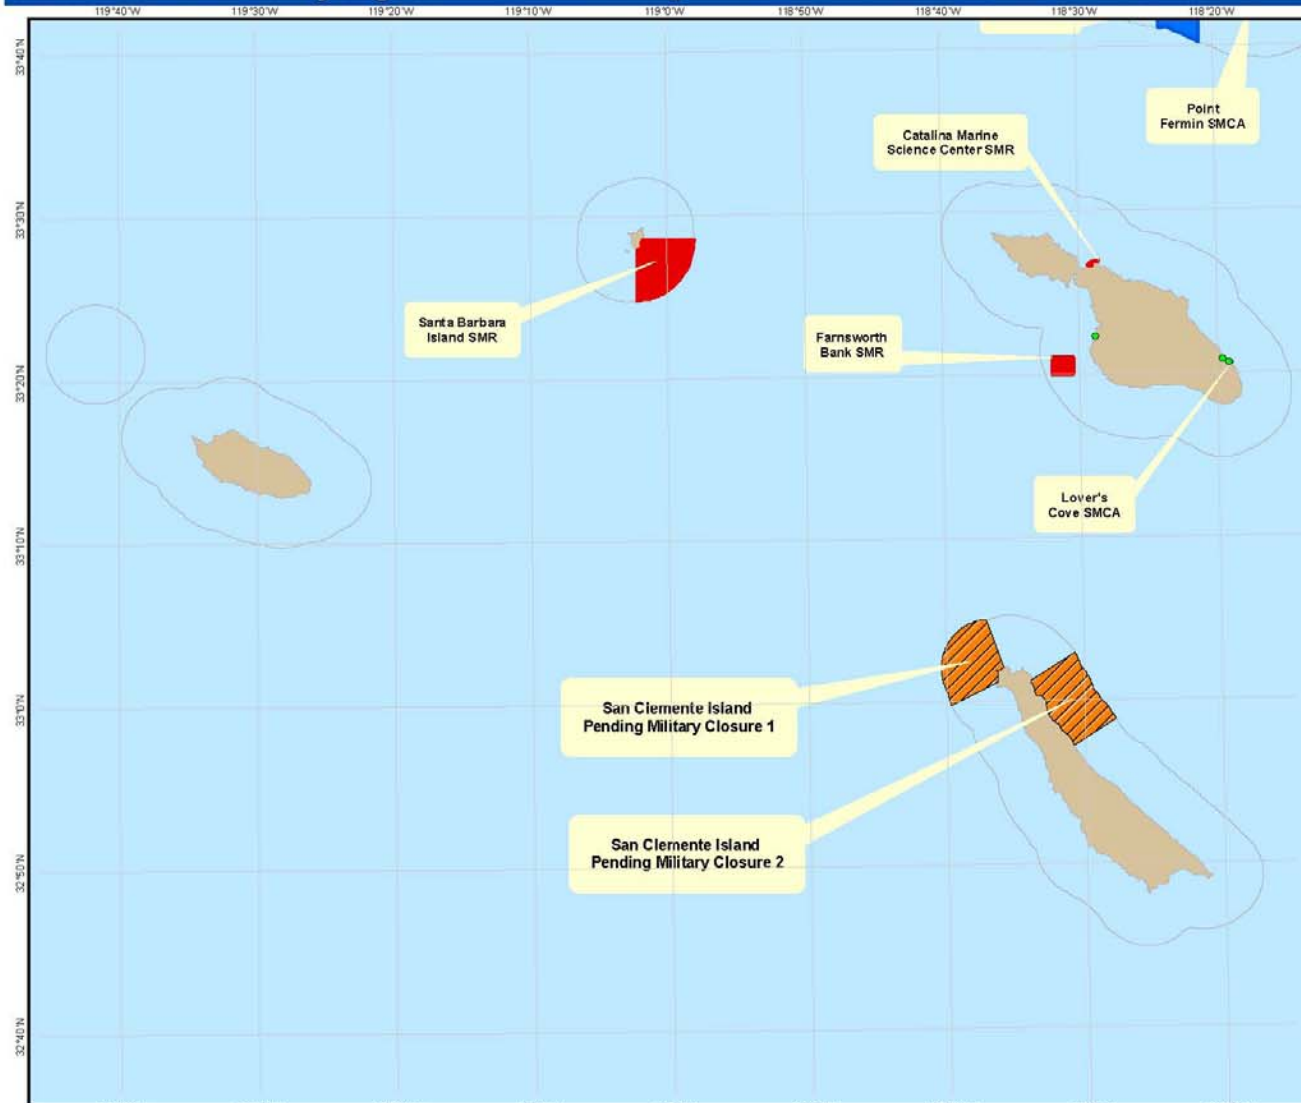 119°40'W 119°30'W 119°20'W 119°10'W 119°0'W 118°50'W 118°40'W 118°30'W 118°20'W
33°40'N
Point
Fermin SMCA
Catalina Marine
Science Center SMR
33°30'N
Santa Barbara
Island SMR
Farnsworth
Bank SMR
33°20'N
Lover's
Cove SMCA
33°10'N
San Clemente Island
Pending Military Closure 1
33°0'N
San Clemente Island
Pending Military Closure 2
32°50'N
32°40'N